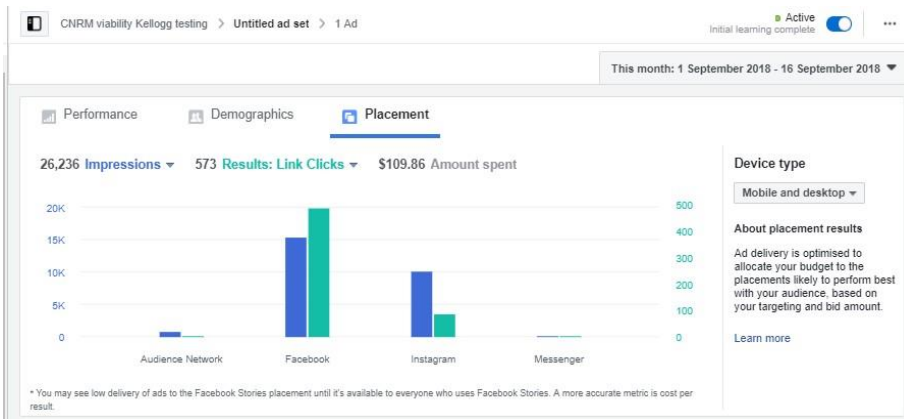 CNRM viability Kellogg testing > Untitled ad set > 1 Ad
Active
Initial learning complete
...
This month: 1 September 2018 - 16 September 2018
Performance
Demographics
Placement
26,236 Impressions
573 Results: Link Clicks
$109.86 Amount spent
20K
15K
10K
5K
0
500
400
300
200
100
0
Audience Network
Facebook
Instagram
Messenger
* You may see low delivery of ads to the Facebook Stories placement until it's available to everyone who uses Facebook Stories. A more accurate metric is cost per
result.
Device type
Mobile and desktop
About placement results
Ad delivery is optimised to
allocate your budget to the
placements likely to perform best
with your audience, based on
your targeting and bid amount.
Learn more